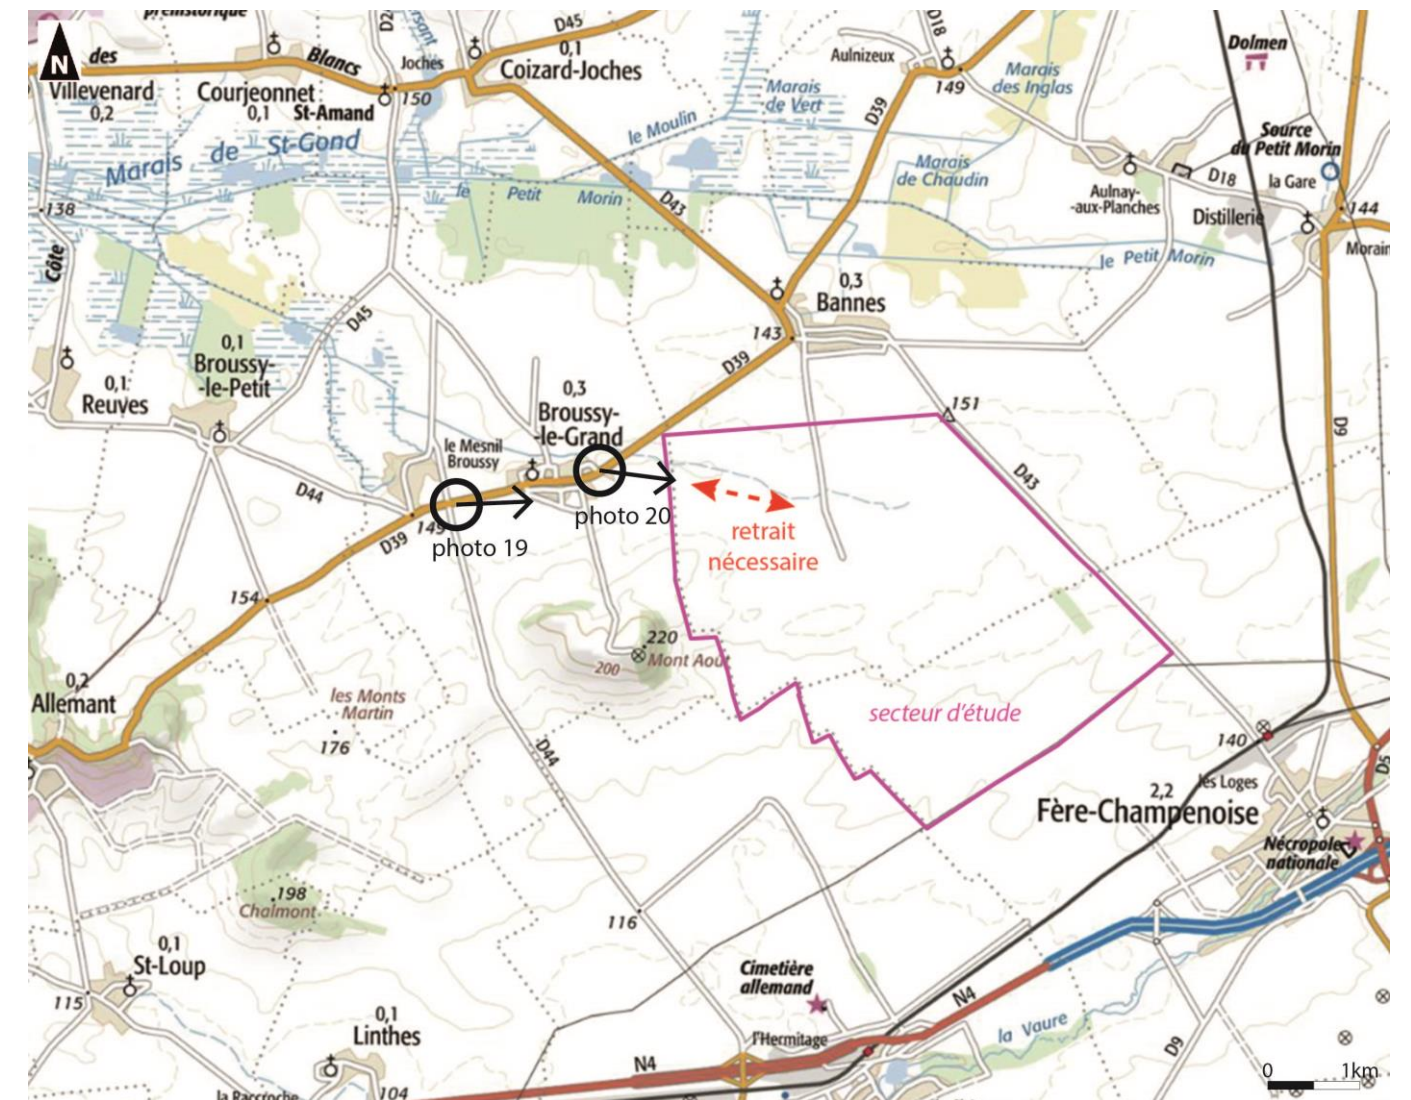 préhistorique
D2
D45
D18
Dolmen
N
des
Blancs
Joches
0,1
Coizard-Joches
Aulnizeux
149
Marais
des Inglas
Villevenard
0,2
Courjeonnet
0,1
St-Amand
150
Marais
de Vert
D39
Source
du Petit Morin
Marais de St-Gond
le Moulin
Marais
de Chaudin
D18
la Gare
Aulnay-
-aux-Planches
Distillerie
144
Morain
138
Côte
le Petit Morin
D43
le Petit Morin
0,3
Bannes
143
D45
D39
0,1
Broussy-
-le-Petit
0,1
Reuves
0,3
Broussy-
-le-Grand
151
D9
le Mesnil
Broussy
D44
D43
149
photo 20
photo 19
D39
retrait
nécessaire
154
220
Mont Août
200
0,2
Allemant
les Monts
Martin
176
secteur d'étude
D44
140
les Loges
2,2
Fère-Champenoise
D5
Nécropole
nationale
198
Chalmont
116
0,1
St-Loup
115
Cimetière
allemand
N4
la Vaure
0,1
Linthes
l'Hermitage
N4
D9
0 1km
la Raccroche
104